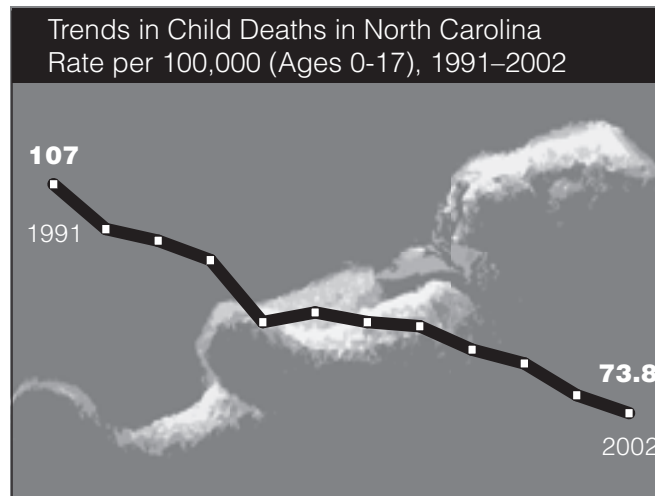 Trends in Child Deaths in North Carolina
Rate per 100,000 (Ages 0-17), 1991–2002
107
1991
73.8
2002